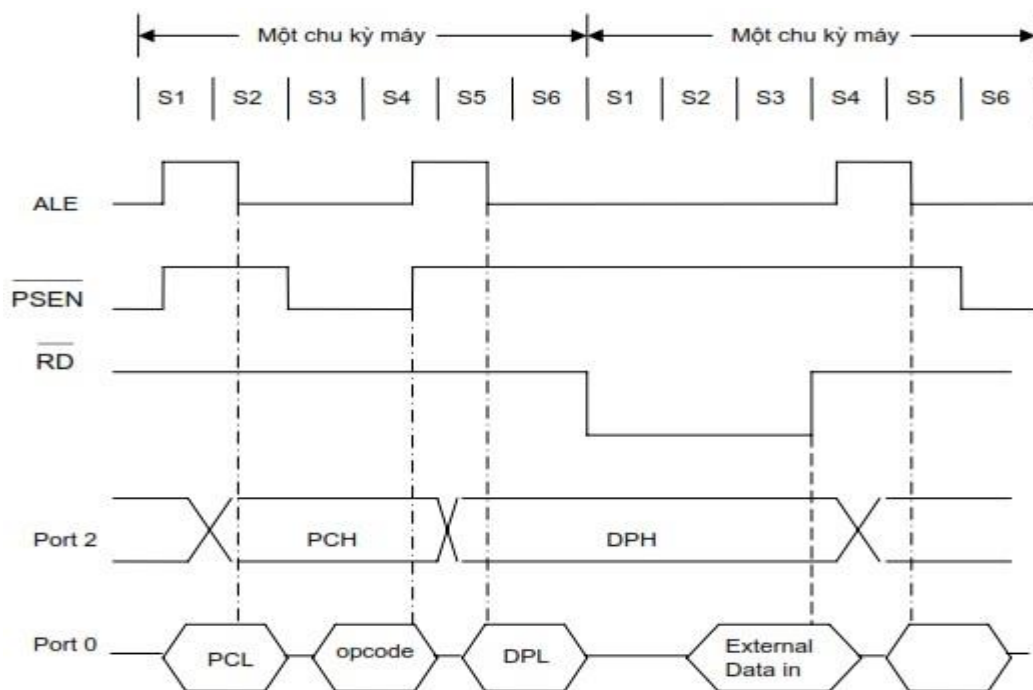 Một chu kỳ máy Một chu kỳ máy
S1 S2 S3 S4 S5 S6 S1 S2 S3 S4 S5 S6
ALE
PSEN
RD
Port 2 PCH DPH
Port 0 PCL opcode DPL External
Data in